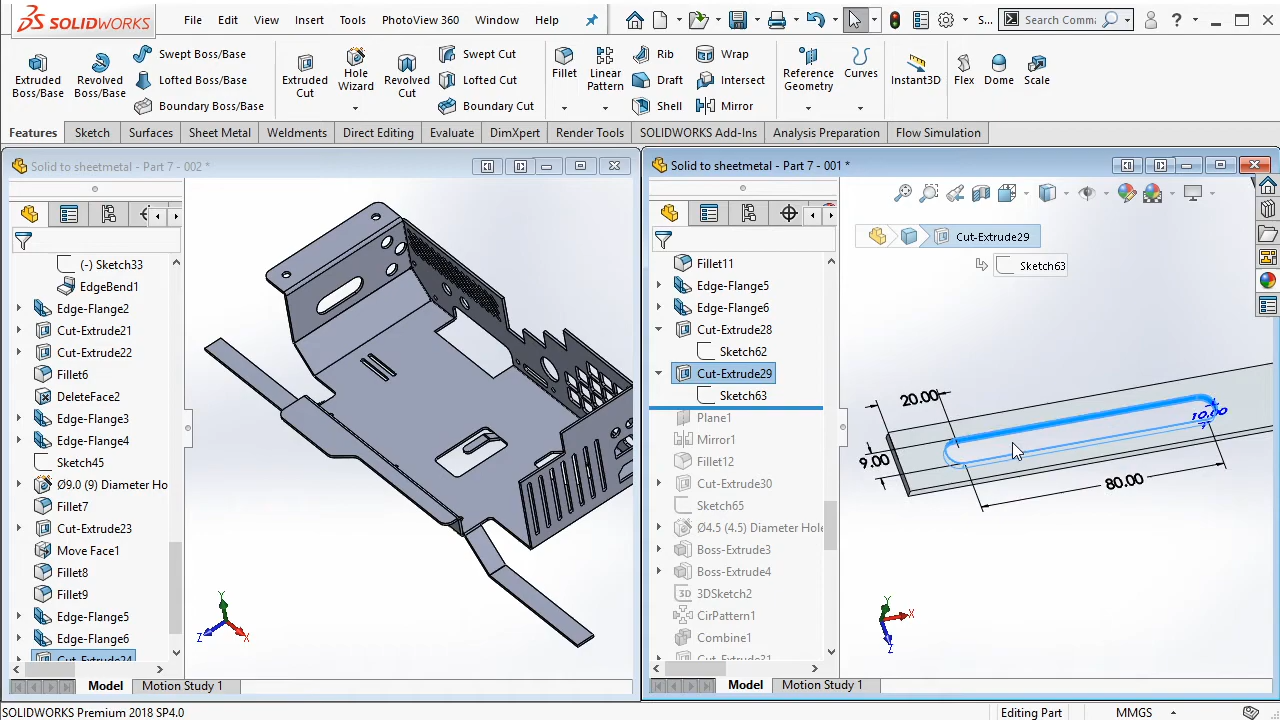 SOLIDWORKS
File Edit View Insert Tools PhotoView 360 Window Help S... Search Comma ?
Extruded Boss/Base
Revolved Boss/Base
Swept Boss/Base
Lofted Boss/Base
Boundary Boss/Base
Extruded Cut
Hole Wizard
Revolved Cut
Swept Cut
Lofted Cut
Boundary Cut
Fillet
Linear Pattern
Rib
Draft
Shell
Wrap
Intersect
Mirror
Reference Geometry
Curves
Instant3D
Flex
Dome
Scale
Features Sketch Surfaces Sheet Metal Weldments Direct Editing Evaluate DimXpert Render Tools SOLIDWORKS Add-Ins Analysis Preparation Flow Simulation
Solid to sheetmetal - Part 7 - 002 *
(-) Sketch33
EdgeBend1
Edge-Flange2
Cut-Extrude21
Cut-Extrude22
Fillet6
DeleteFace2
Edge-Flange3
Edge-Flange4
Sketch45
Ø9.0 (9) Diameter Ho
Fillet7
Cut-Extrude23
Move Face1
Fillet8
Fillet9
Edge-Flange5
Edge-Flange6
Cut-Extrude24
Y
Z
X
Model Motion Study 1
Solid to sheetmetal - Part 7 - 001 *
Fillet11
Edge-Flange5
Edge-Flange6
Cut-Extrude28
Sketch62
Cut-Extrude29
Sketch63
Plane1
Mirror1
Fillet12
Cut-Extrude30
Sketch65
Ø4.5 (4.5) Diameter Hole
Boss-Extrude3
Boss-Extrude4
3D 3DSketch2
CirPattern1
Combine1
Cut-Extrude31
Cut-Extrude29
Sketch63
20.00
10.00
9.00
80.00
Y
X
Z
Model Motion Study 1
SOLIDWORKS Premium 2018 SP4.0 Editing Part MMGS